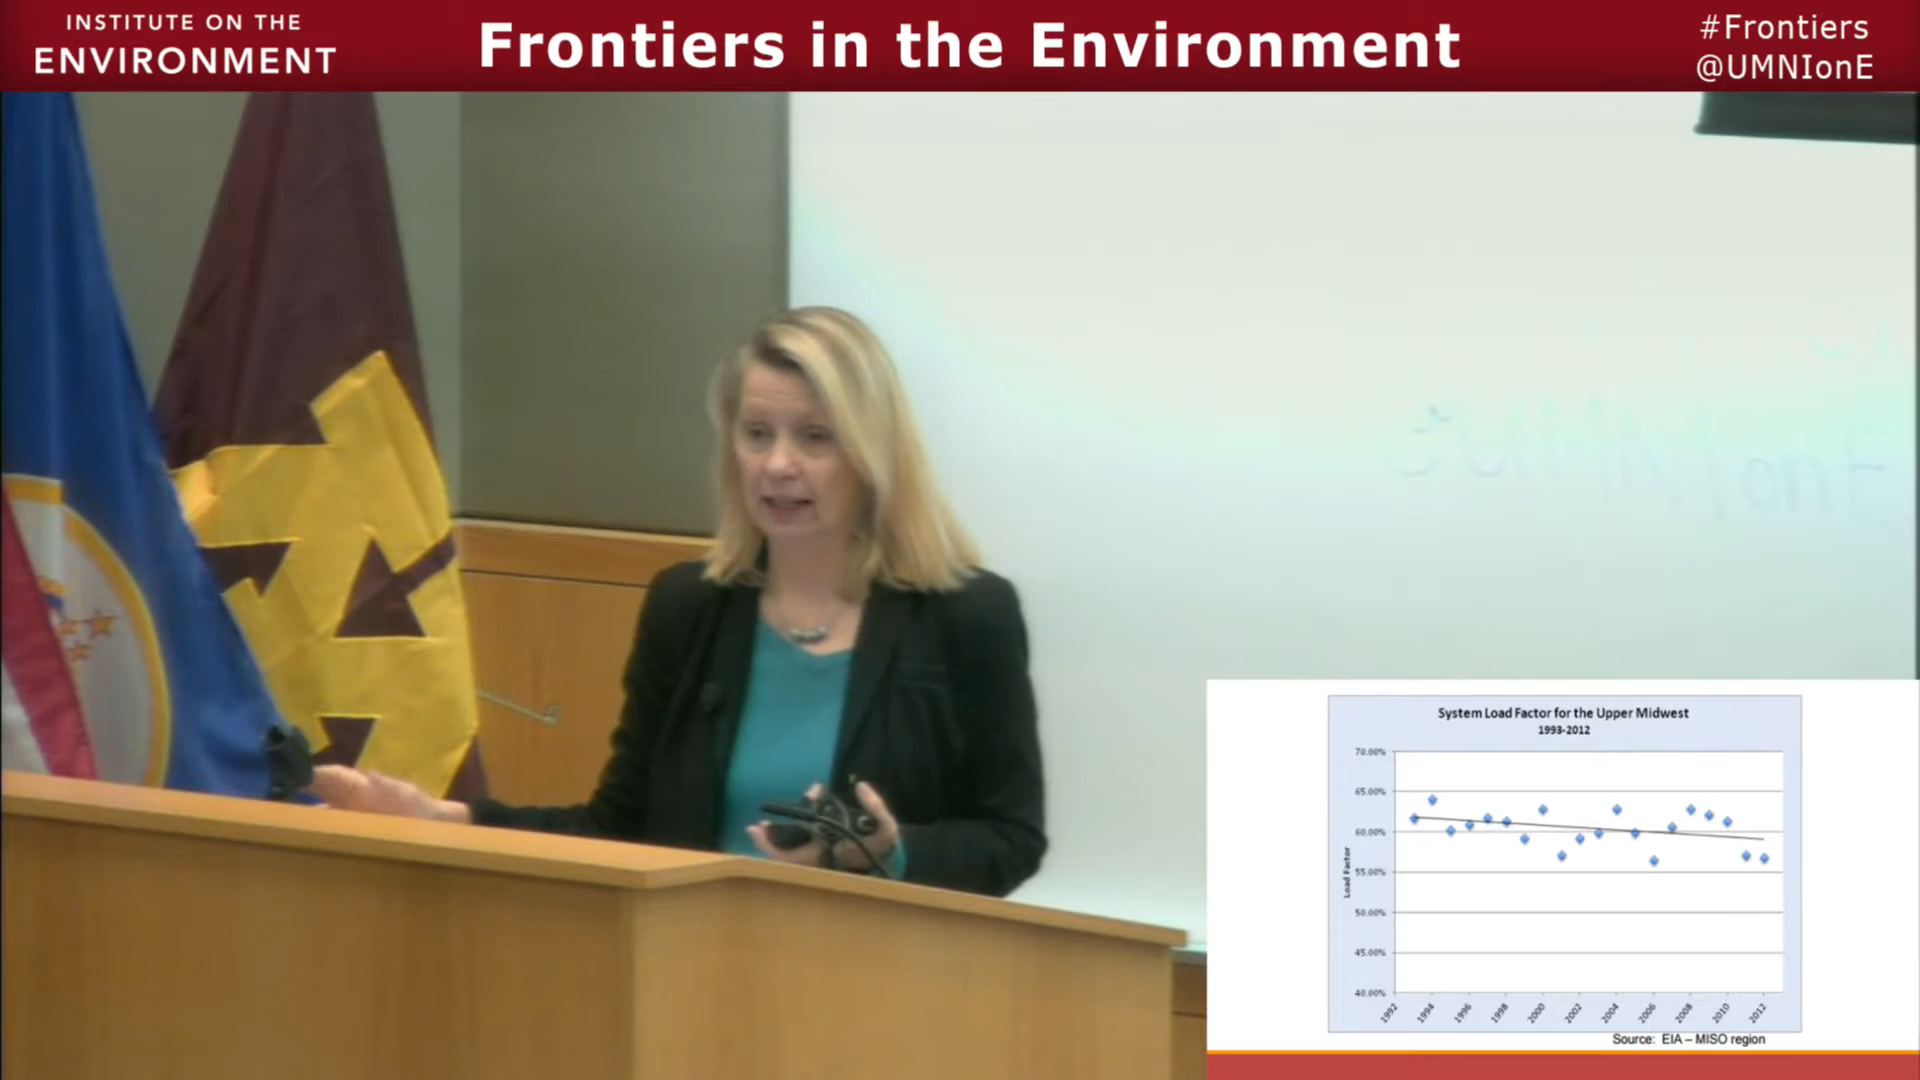 INSTITUTE ON THE
ENVIRONMENT
Frontiers in the Environment
#Frontiers
@UMNIonE
System Load Factor for the Upper Midwest
1993-2012
70.00%
65.00%
60.00%
55.00%
50.00%
45.00%
40.00%
Load Factor
1992
1994
1996
1998
2000
2002
2004
2006
2008
2010
2012
Source: EIA – MISO region